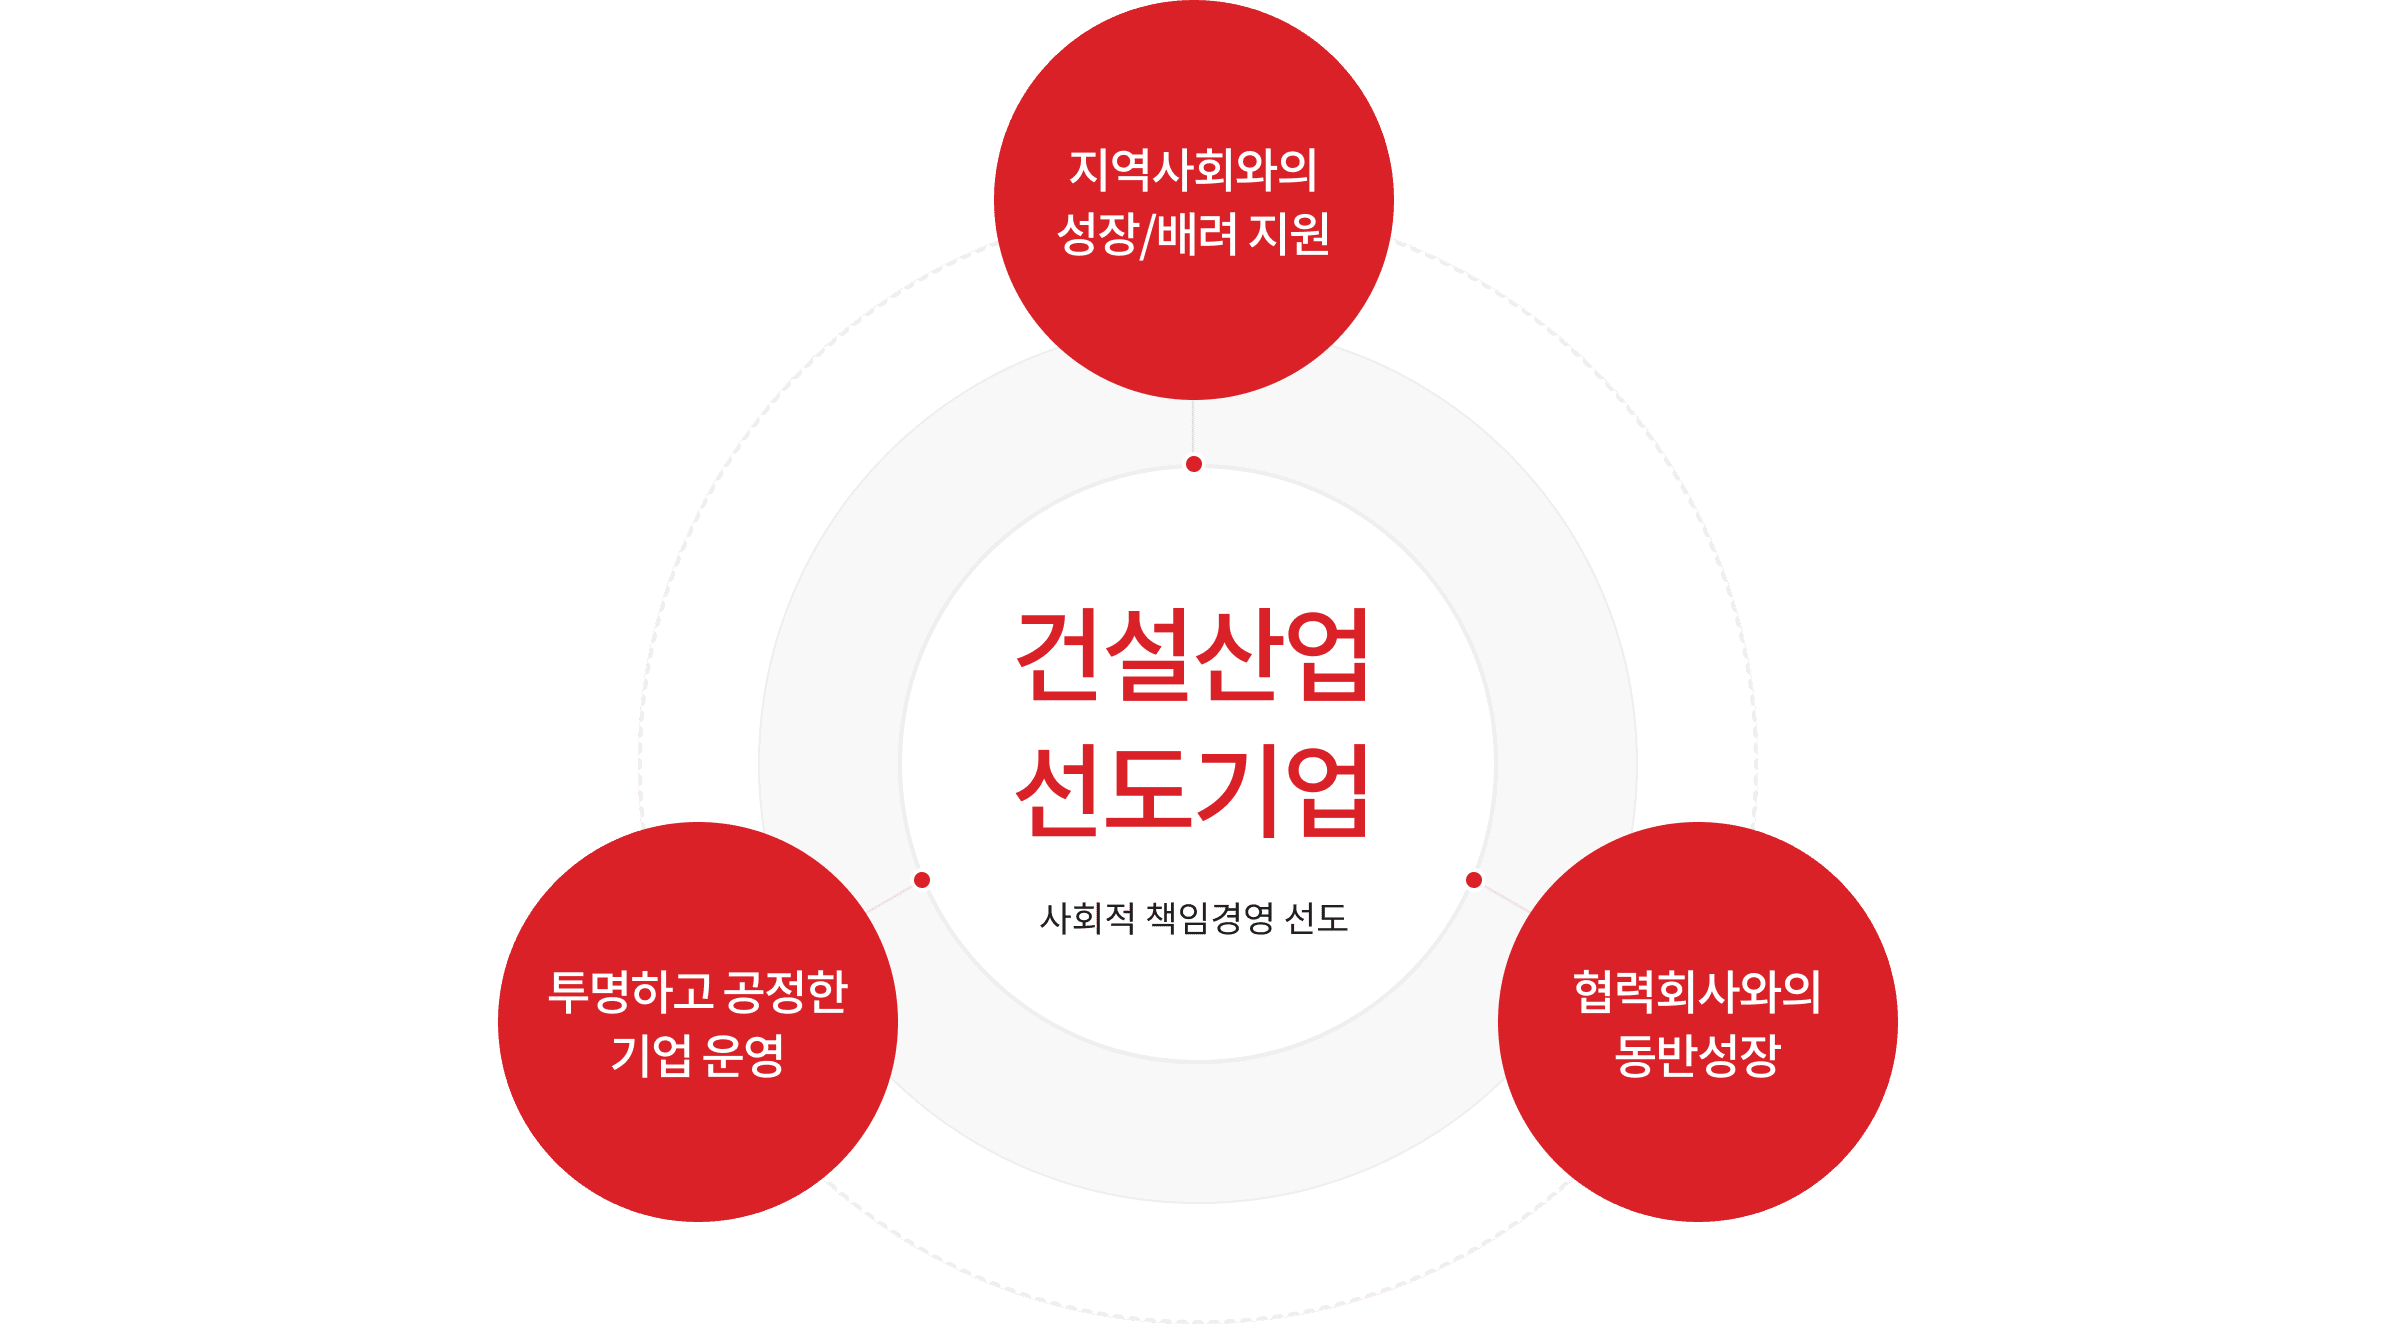 지역사회와의
성장/배려 지원
건설산업
선도기업
사회적 책임경영 선도
투명하고 공정한
기업 운영
협력회사와의
동반성장